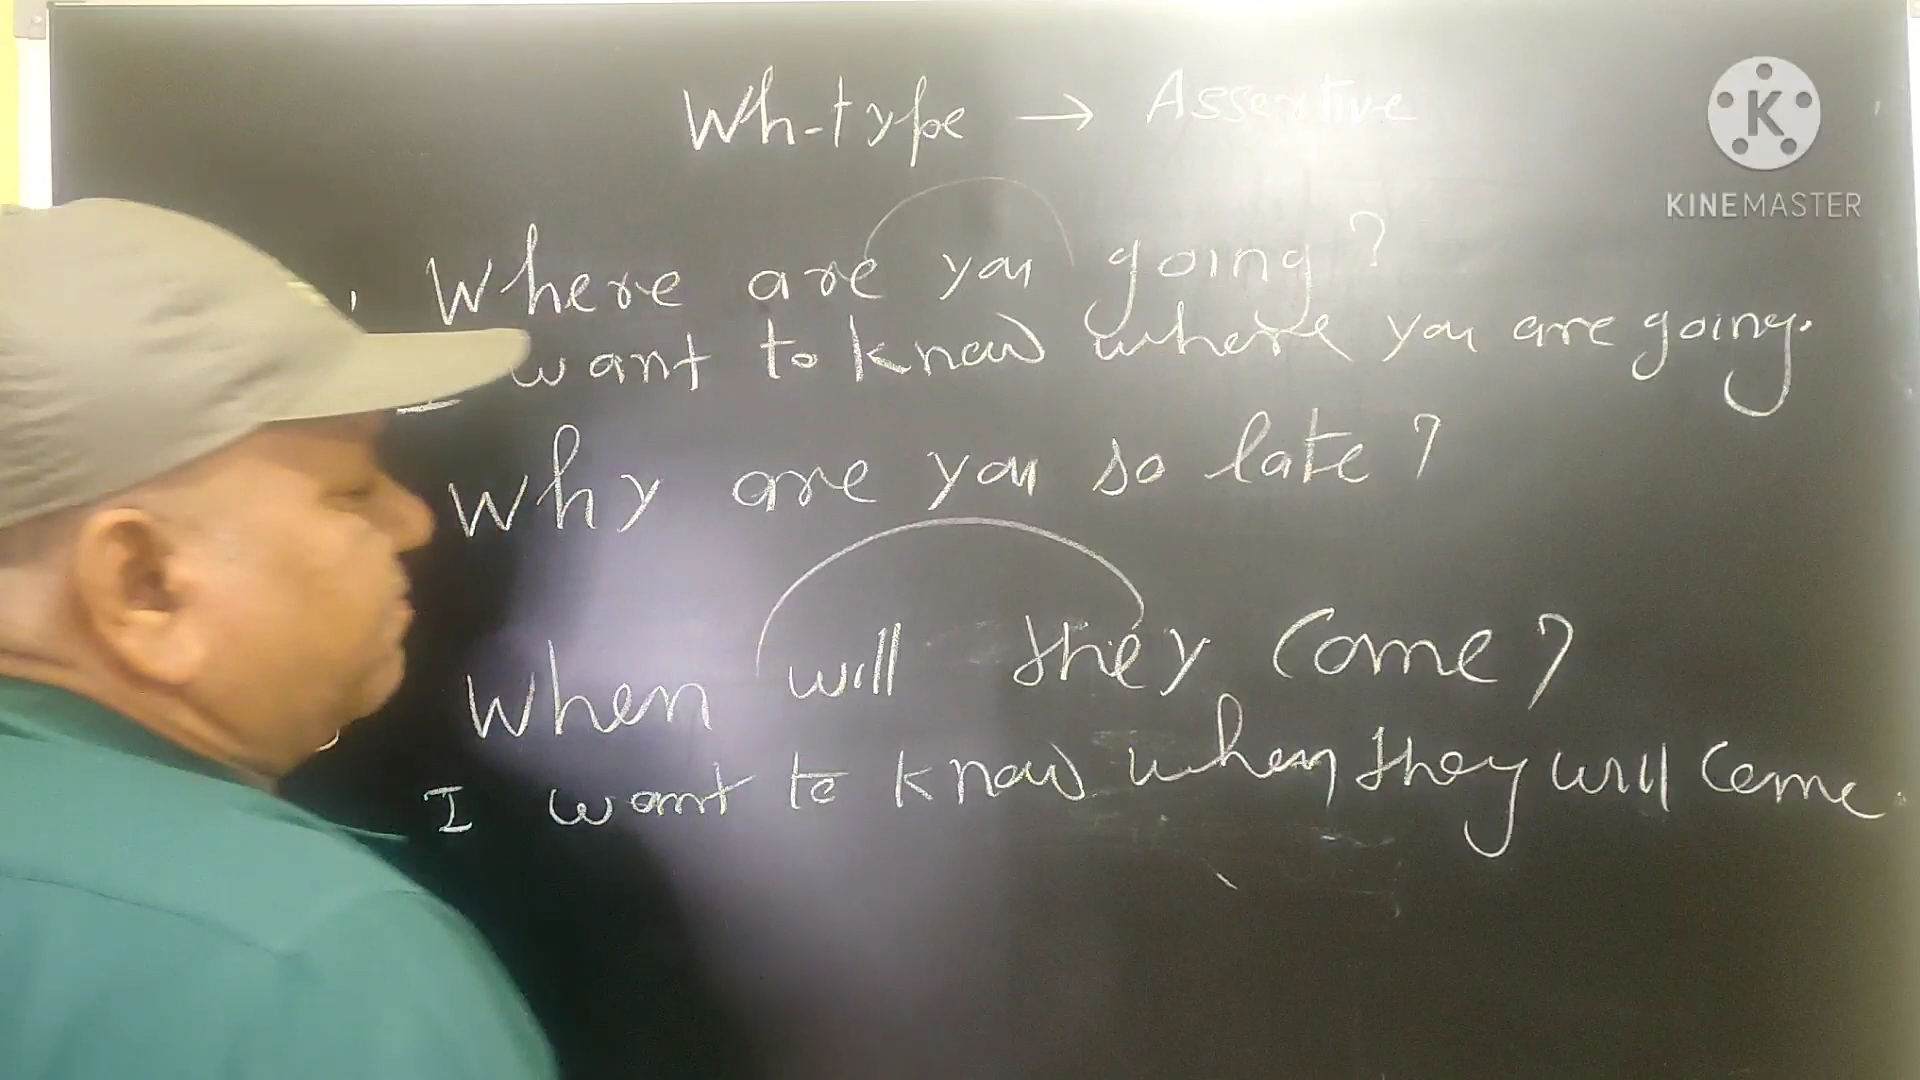 Wh-type → Assertive
K
KINEMASTER
Where are you going?
I want to know where you are going.
Why are you so late?
When will they come?
I want to know when they will come.